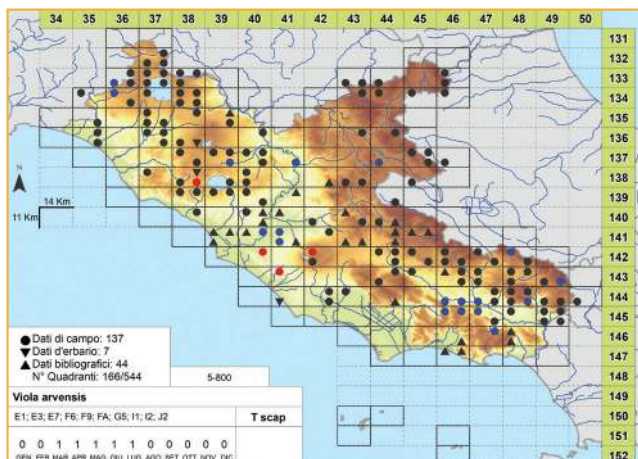 34 35 36 37 38 39 40 41 42 43 44 45 46 47 48 49 50
131
132
133
134
135
136
137
138
139
140
141
142
143
144
145
146
147
148
149
150
151
152
N
14 Km
11 Km
Dati di campo: 137
Dati d'erbario: 7
Dati bibliografici: 44
N° Quadranti: 166/544
5-800
Viola arvensis
E1; E3; E7; F6; F9; FA; G5; I1; I2; J2
T scap
0 0 1 1 1 1 1 0 0 0 0 0
GEN FEB MAR APR MAG GIU LUG AGO SET OTT NOV DIC